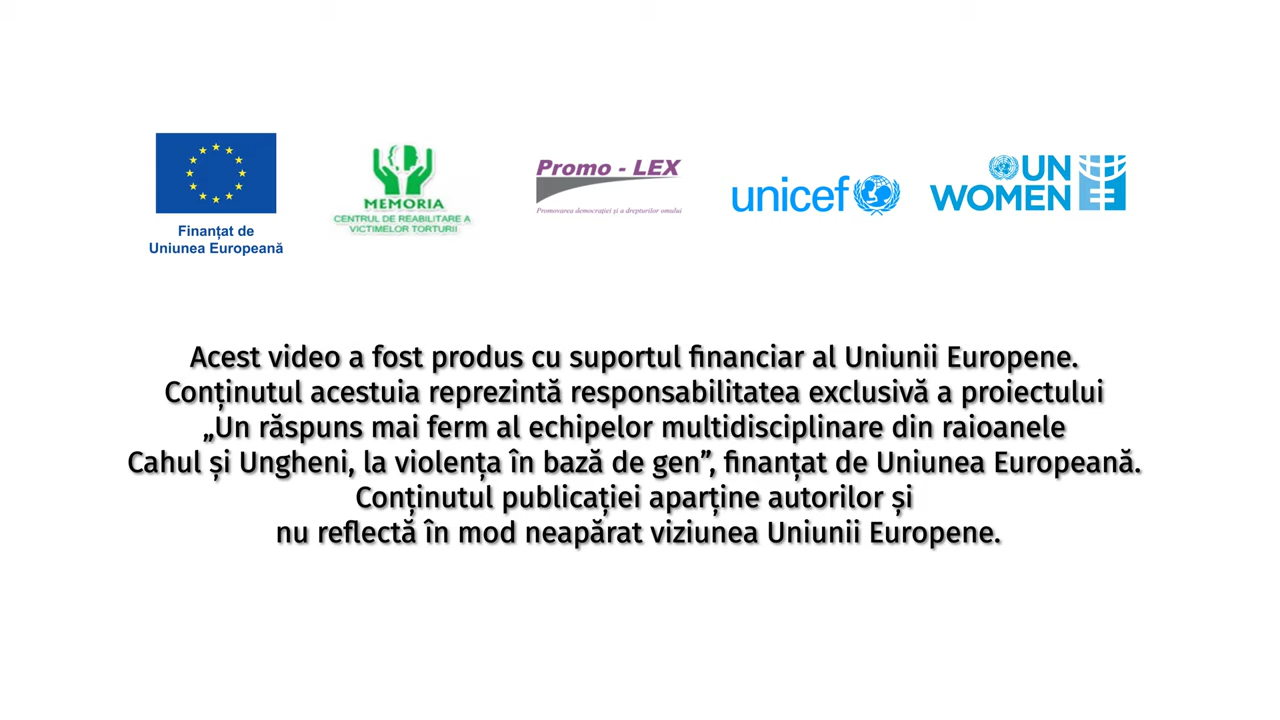 Finanțat de
Uniunea Europeană
MEMORIA
CENTRUL DE REABILITARE A
VICTIMELOR TORTURII
Promo - LEX
Promovarea democrației și a drepturilor omului
unicef
UN
WOMEN
Acest video a fost produs cu suportul financiar al Uniunii Europene.
Conținutul acestuia reprezintă responsabilitatea exclusivă a proiectului
„Un răspuns mai ferm al echipelor multidisciplinare din raioanele
Cahul și Ungheni, la violența în bază de gen”, finanțat de Uniunea Europeană.
Conținutul publicației aparține autorilor și
nu reflectă în mod neapărat viziunea Uniunii Europene.